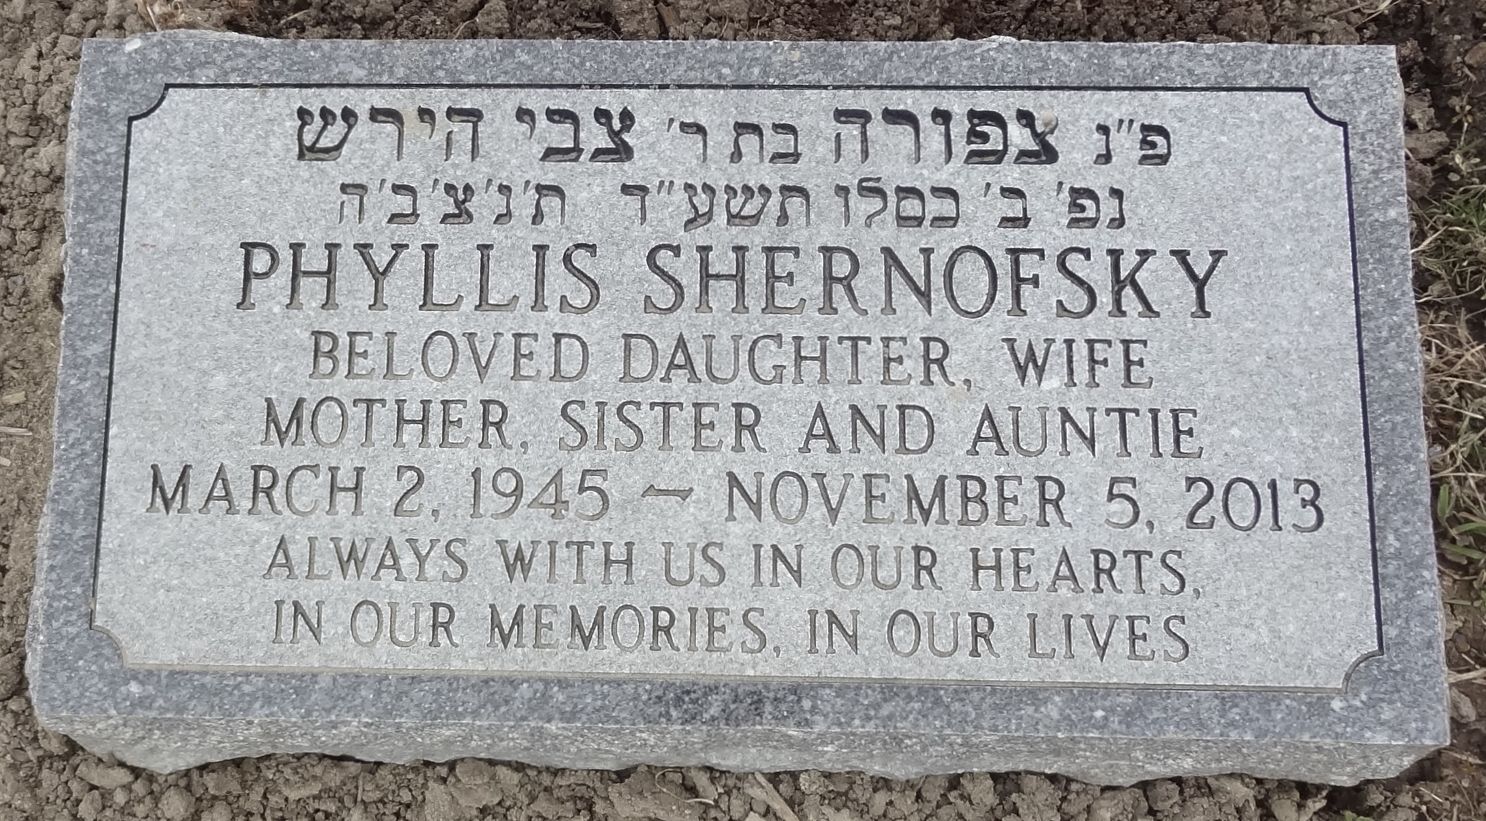 פ"נ צפורה בת ר' צבי הירש
נפ' ב' כסלו תשע"ד ת'נ'צ'ב'ה
PHYLLIS SHERNOFSKY
BELOVED DAUGHTER, WIFE
MOTHER, SISTER AND AUNTIE
MARCH 2, 1945 ~ NOVEMBER 5, 2013
ALWAYS WITH US IN OUR HEARTS,
IN OUR MEMORIES, IN OUR LIVES